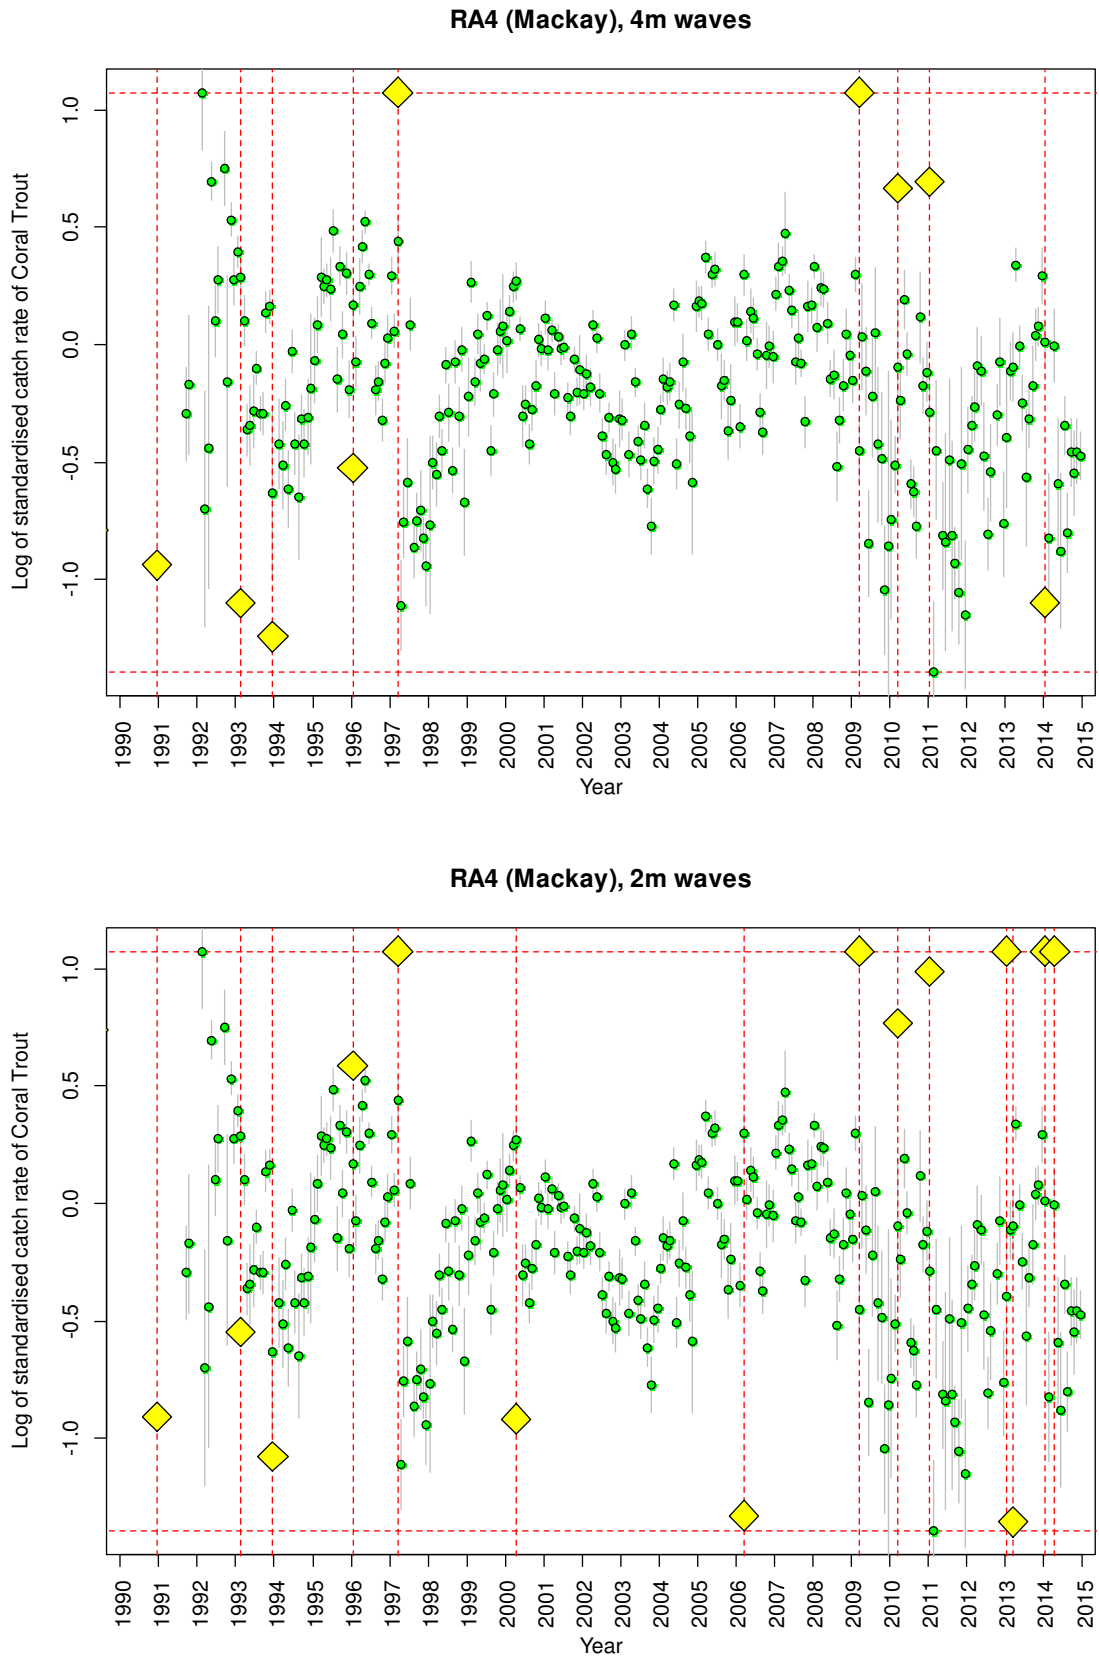 RA4 (Mackay), 4m waves
Log of standardised catch rate of Coral Trout
1.0
0.5
0.0
-0.5
-1.0
1990 1991 1992 1993 1994 1995 1996 1997 1998 1999 2000 2001 2002 2003 2004 2005 2006 2007 2008 2009 2010 2011 2012 2013 2014 2015
Year
RA4 (Mackay), 2m waves
Log of standardised catch rate of Coral Trout
1.0
0.5
0.0
-0.5
-1.0
1990 1991 1992 1993 1994 1995 1996 1997 1998 1999 2000 2001 2002 2003 2004 2005 2006 2007 2008 2009 2010 2011 2012 2013 2014 2015
Year